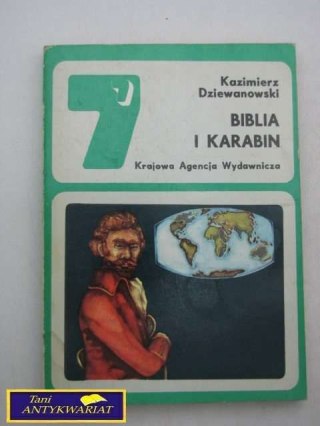 7
Kazimierz
Dziewanowski
BIBLIA
I KARABIN
Krajowa Agencja Wydawnicza
Tani
ANTYKWARIAT